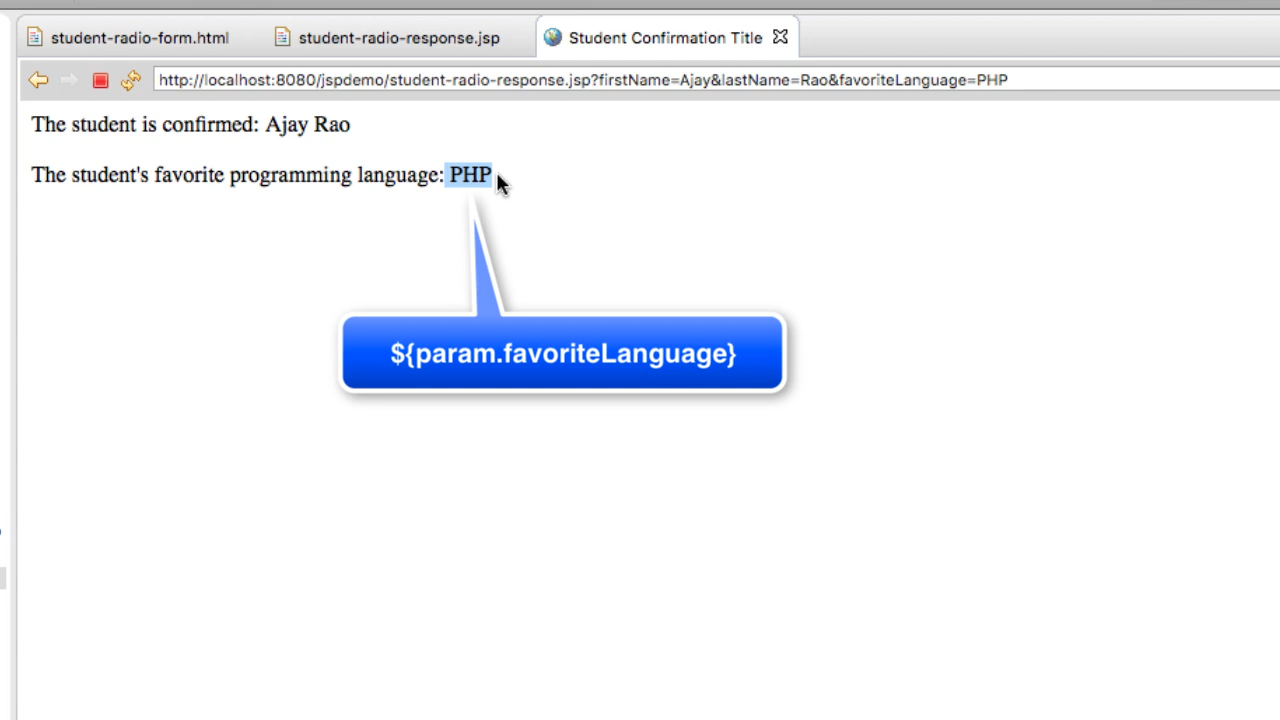 student-radio-form.html
student-radio-response.jsp
Student Confirmation Title
http://localhost:8080/jspdemo/student-radio-response.jsp?firstName=Ajay&lastName=Rao&favoriteLanguage=PHP
The student is confirmed: Ajay Rao
The student's favorite programming language: PHP
${param.favoriteLanguage}